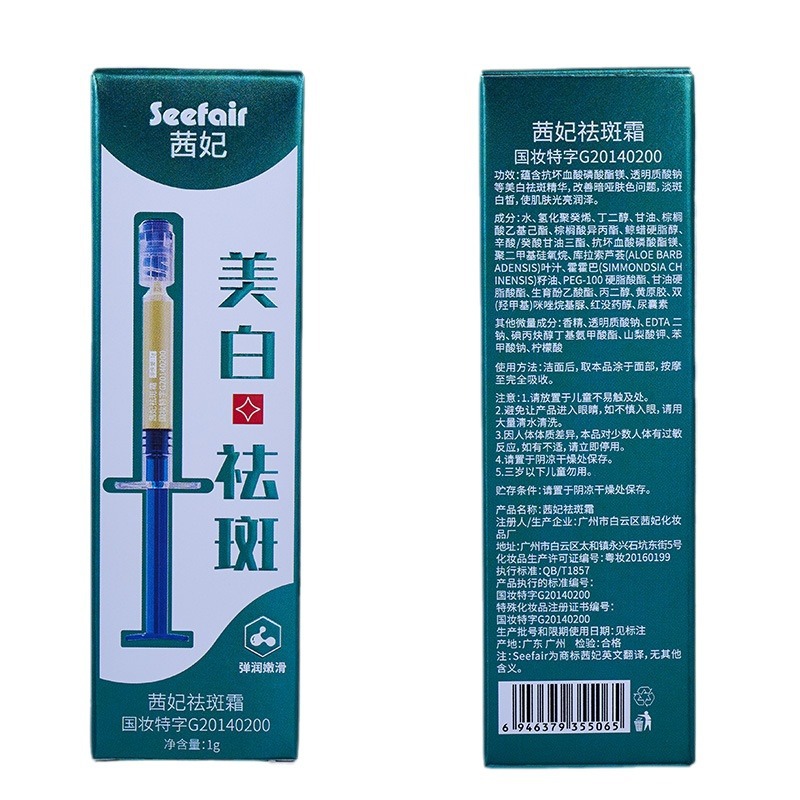 Seefair
茜妃
美白
祛斑
茜妃祛斑霜
国妆特字G20140200
弹润嫩滑
茜妃祛斑霜
国妆特字G20140200
净含量:1g
茜妃祛斑霜
国妆特字G20140200
功效:蕴含抗坏血酸磷酸酯镁、透明质酸钠
等美白祛斑精华,改善暗哑肤色问题,淡斑
白皙,使肌肤光亮润泽。
成分:水、氢化聚癸烯、丁二醇、甘油、棕榈
酸乙基己酯、棕榈酸异丙酯、鲸蜡硬脂醇、
辛酸/癸酸甘油三酯、抗坏血酸磷酸酯镁、
聚二甲基硅氧烷、库拉索芦荟(ALOE BARB
ADENSIS)叶汁、霍霍巴(SIMMONDSIA CH
INENSIS)籽油、PEG-100 硬脂酸酯、甘油硬
脂酸酯、生育酚乙酸酯、丙二醇、黄原胶、双
(羟甲基)咪唑烷基脲、红没药醇、尿囊素
其他微量成分:香精、透明质酸钠、EDTA 二
钠、碘丙炔醇丁基氨甲酸酯、山梨酸钾、苯
甲酸钠、柠檬酸
使用方法:洁面后,取本品涂于面部,按摩
至完全吸收。
注意:1.请放置于儿童不易触及处。
2.避免让产品进入眼睛,如不慎入眼,请用
大量清水清洗。
3.因人体体质差异,本品对少数人体有过敏
反应,如有不适,请立即停用。
4.请置于阴凉干燥处保存。
5.三岁以下儿童勿用。
贮存条件:请置于阴凉干燥处保存。
产品名称:茜妃祛斑霜
注册人/生产企业:广州市白云区茜妃化妆
品厂
地址:广州市白云区太和镇永兴石坑东街5号
化妆品生产许可证编号:粤妆20160199
执行标准:QB/T1857
产品执行的标准编号:
国妆特字G20140200
特殊化妆品注册证书编号:
国妆特字G20140200
生产批号和限期使用日期:见标注
产地:广东 广州 检验:合格
注:Seefair为商标茜妃英文翻译,无其他
含义。
6 946379 355065